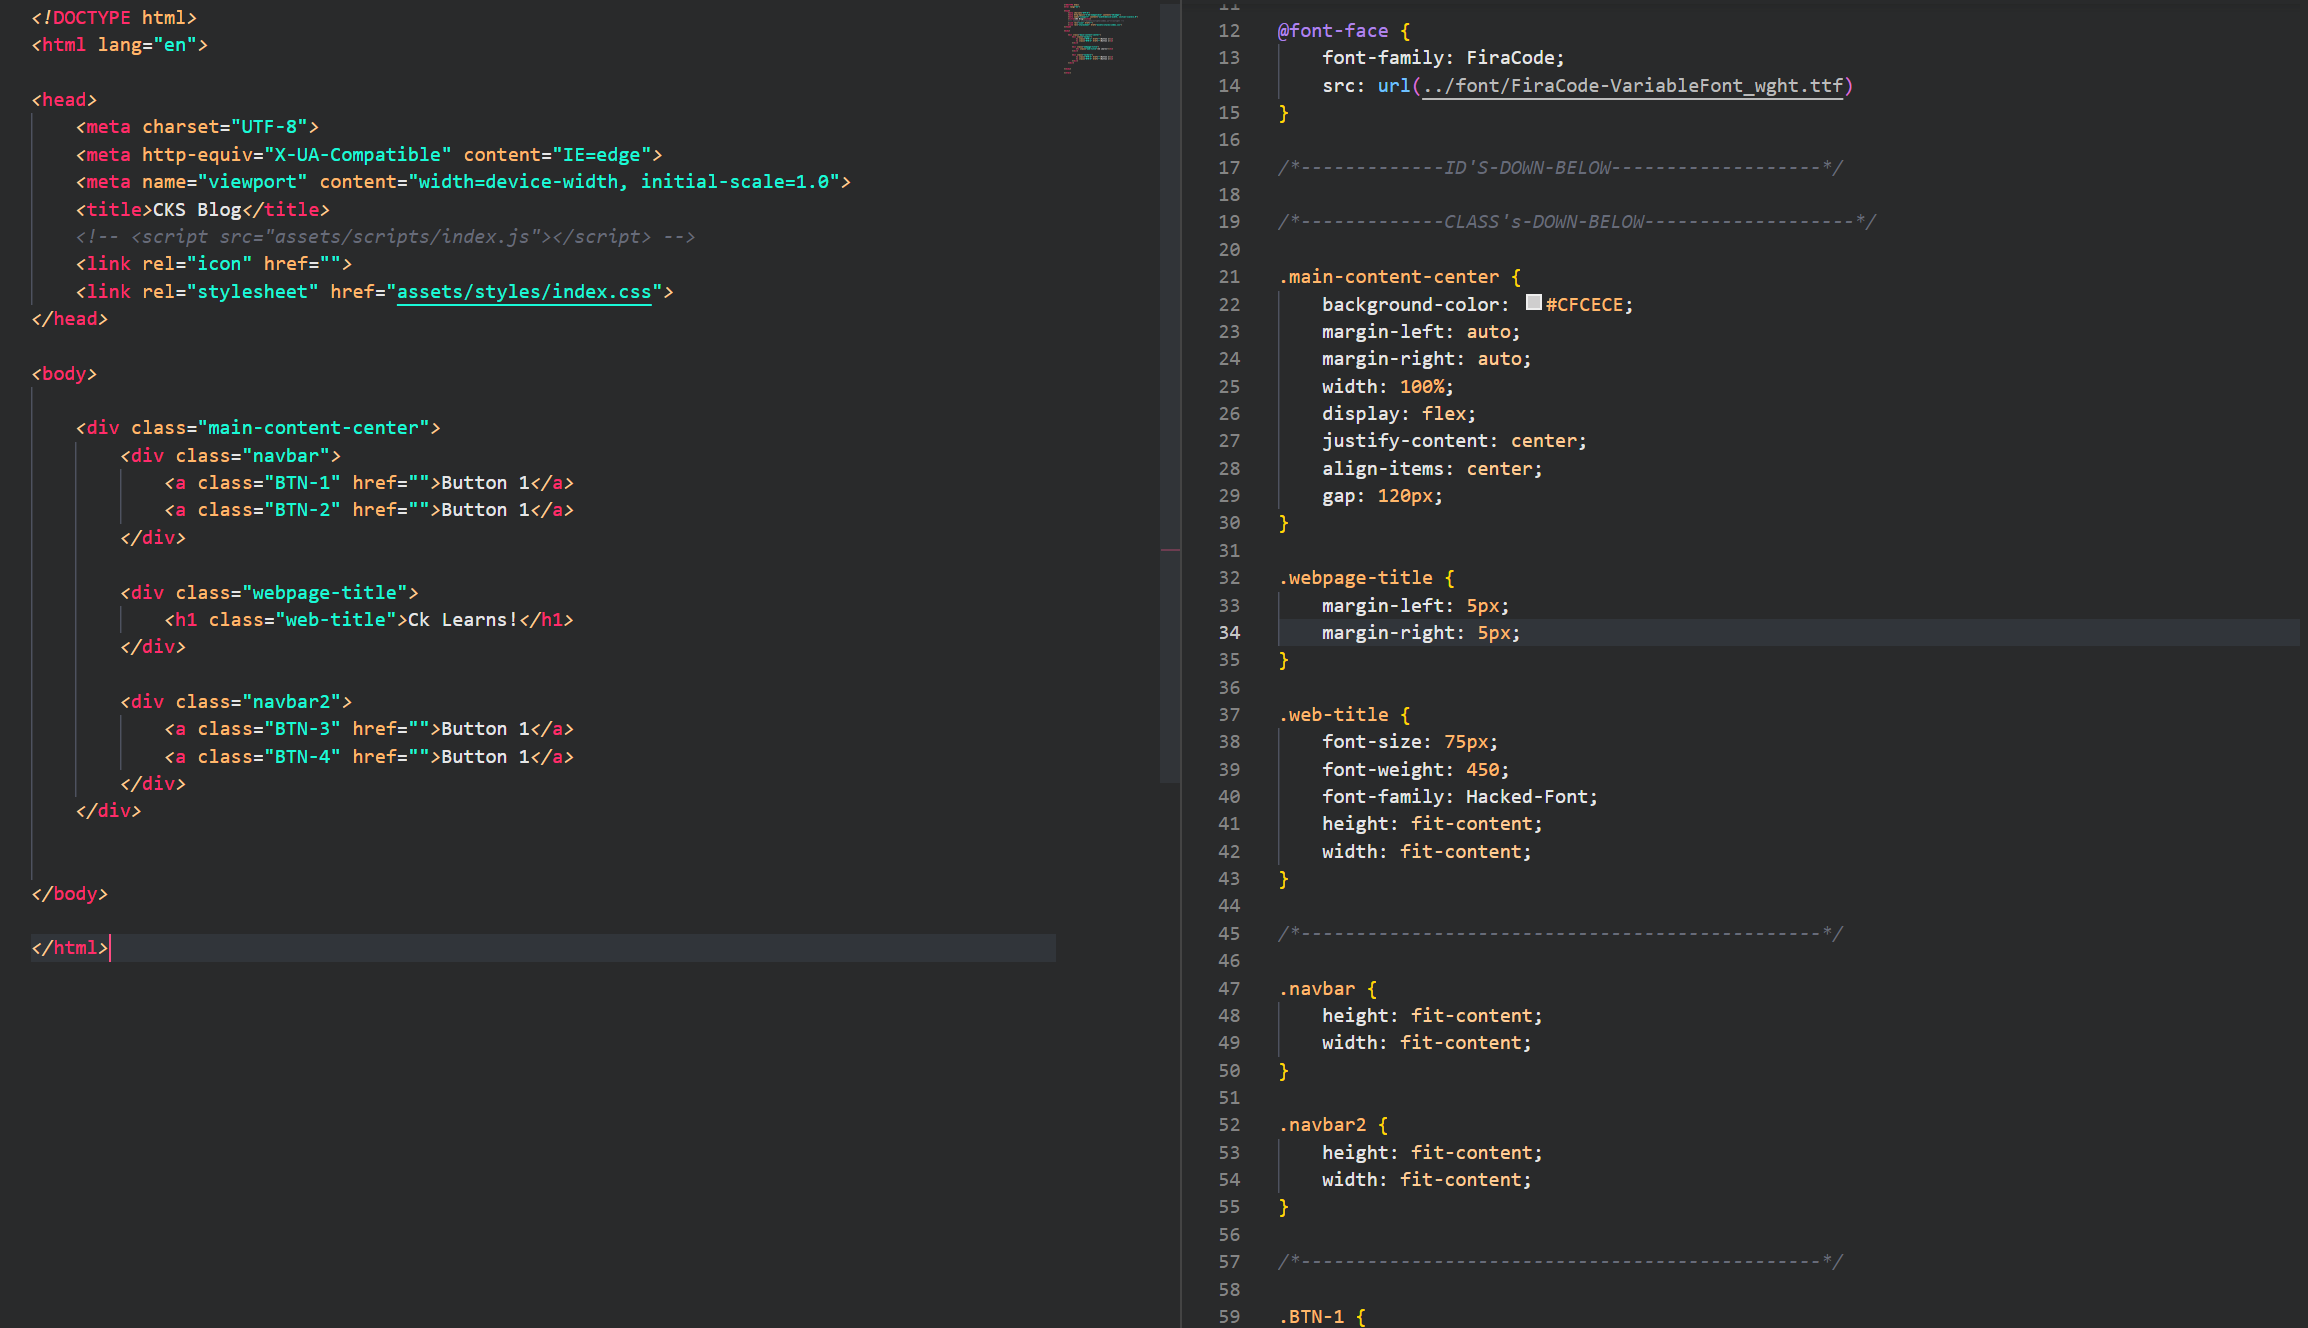 <!DOCTYPE html>
<html lang="en">
<head>
<meta charset="UTF-8">
<meta http-equiv="X-UA-Compatible" content="IE=edge">
<meta name="viewport" content="width=device-width, initial-scale=1.0">
<title>CKS Blog</title>
<!-- <script src="assets/scripts/index.js"></script> -->
<link rel="icon" href="">
<link rel="stylesheet" href="assets/styles/index.css">
</head>
<body>
<div class="main-content-center">
<div class="navbar">
<a class="BTN-1" href="">Button 1</a>
<a class="BTN-2" href="">Button 1</a>
</div>
<div class="webpage-title">
<h1 class="web-title">Ck Learns!</h1>
</div>
<div class="navbar2">
<a class="BTN-3" href="">Button 1</a>
<a class="BTN-4" href="">Button 1</a>
</div>
</div>
</body>
</html>
11
12 @font-face {
13 font-family: FiraCode;
14 src: url(../font/FiraCode-VariableFont_wght.ttf)
15 }
16
17 /*-------------ID'S-DOWN-BELOW-------------------*/
18
19 /*-------------CLASS's-DOWN-BELOW-------------------*/
20
21 .main-content-center {
22 background-color: #CFCECE;
23 margin-left: auto;
24 margin-right: auto;
25 width: 100%;
26 display: flex;
27 justify-content: center;
28 align-items: center;
29 gap: 120px;
30 }
31
32 .webpage-title {
33 margin-left: 5px;
34 margin-right: 5px;
35 }
36
37 .web-title {
38 font-size: 75px;
39 font-weight: 450;
40 font-family: Hacked-Font;
41 height: fit-content;
42 width: fit-content;
43 }
44
45 /*-----------------------------------------------*/
46
47 .navbar {
48 height: fit-content;
49 width: fit-content;
50 }
51
52 .navbar2 {
53 height: fit-content;
54 width: fit-content;
55 }
56
57 /*-----------------------------------------------*/
58
59 .BTN-1 {